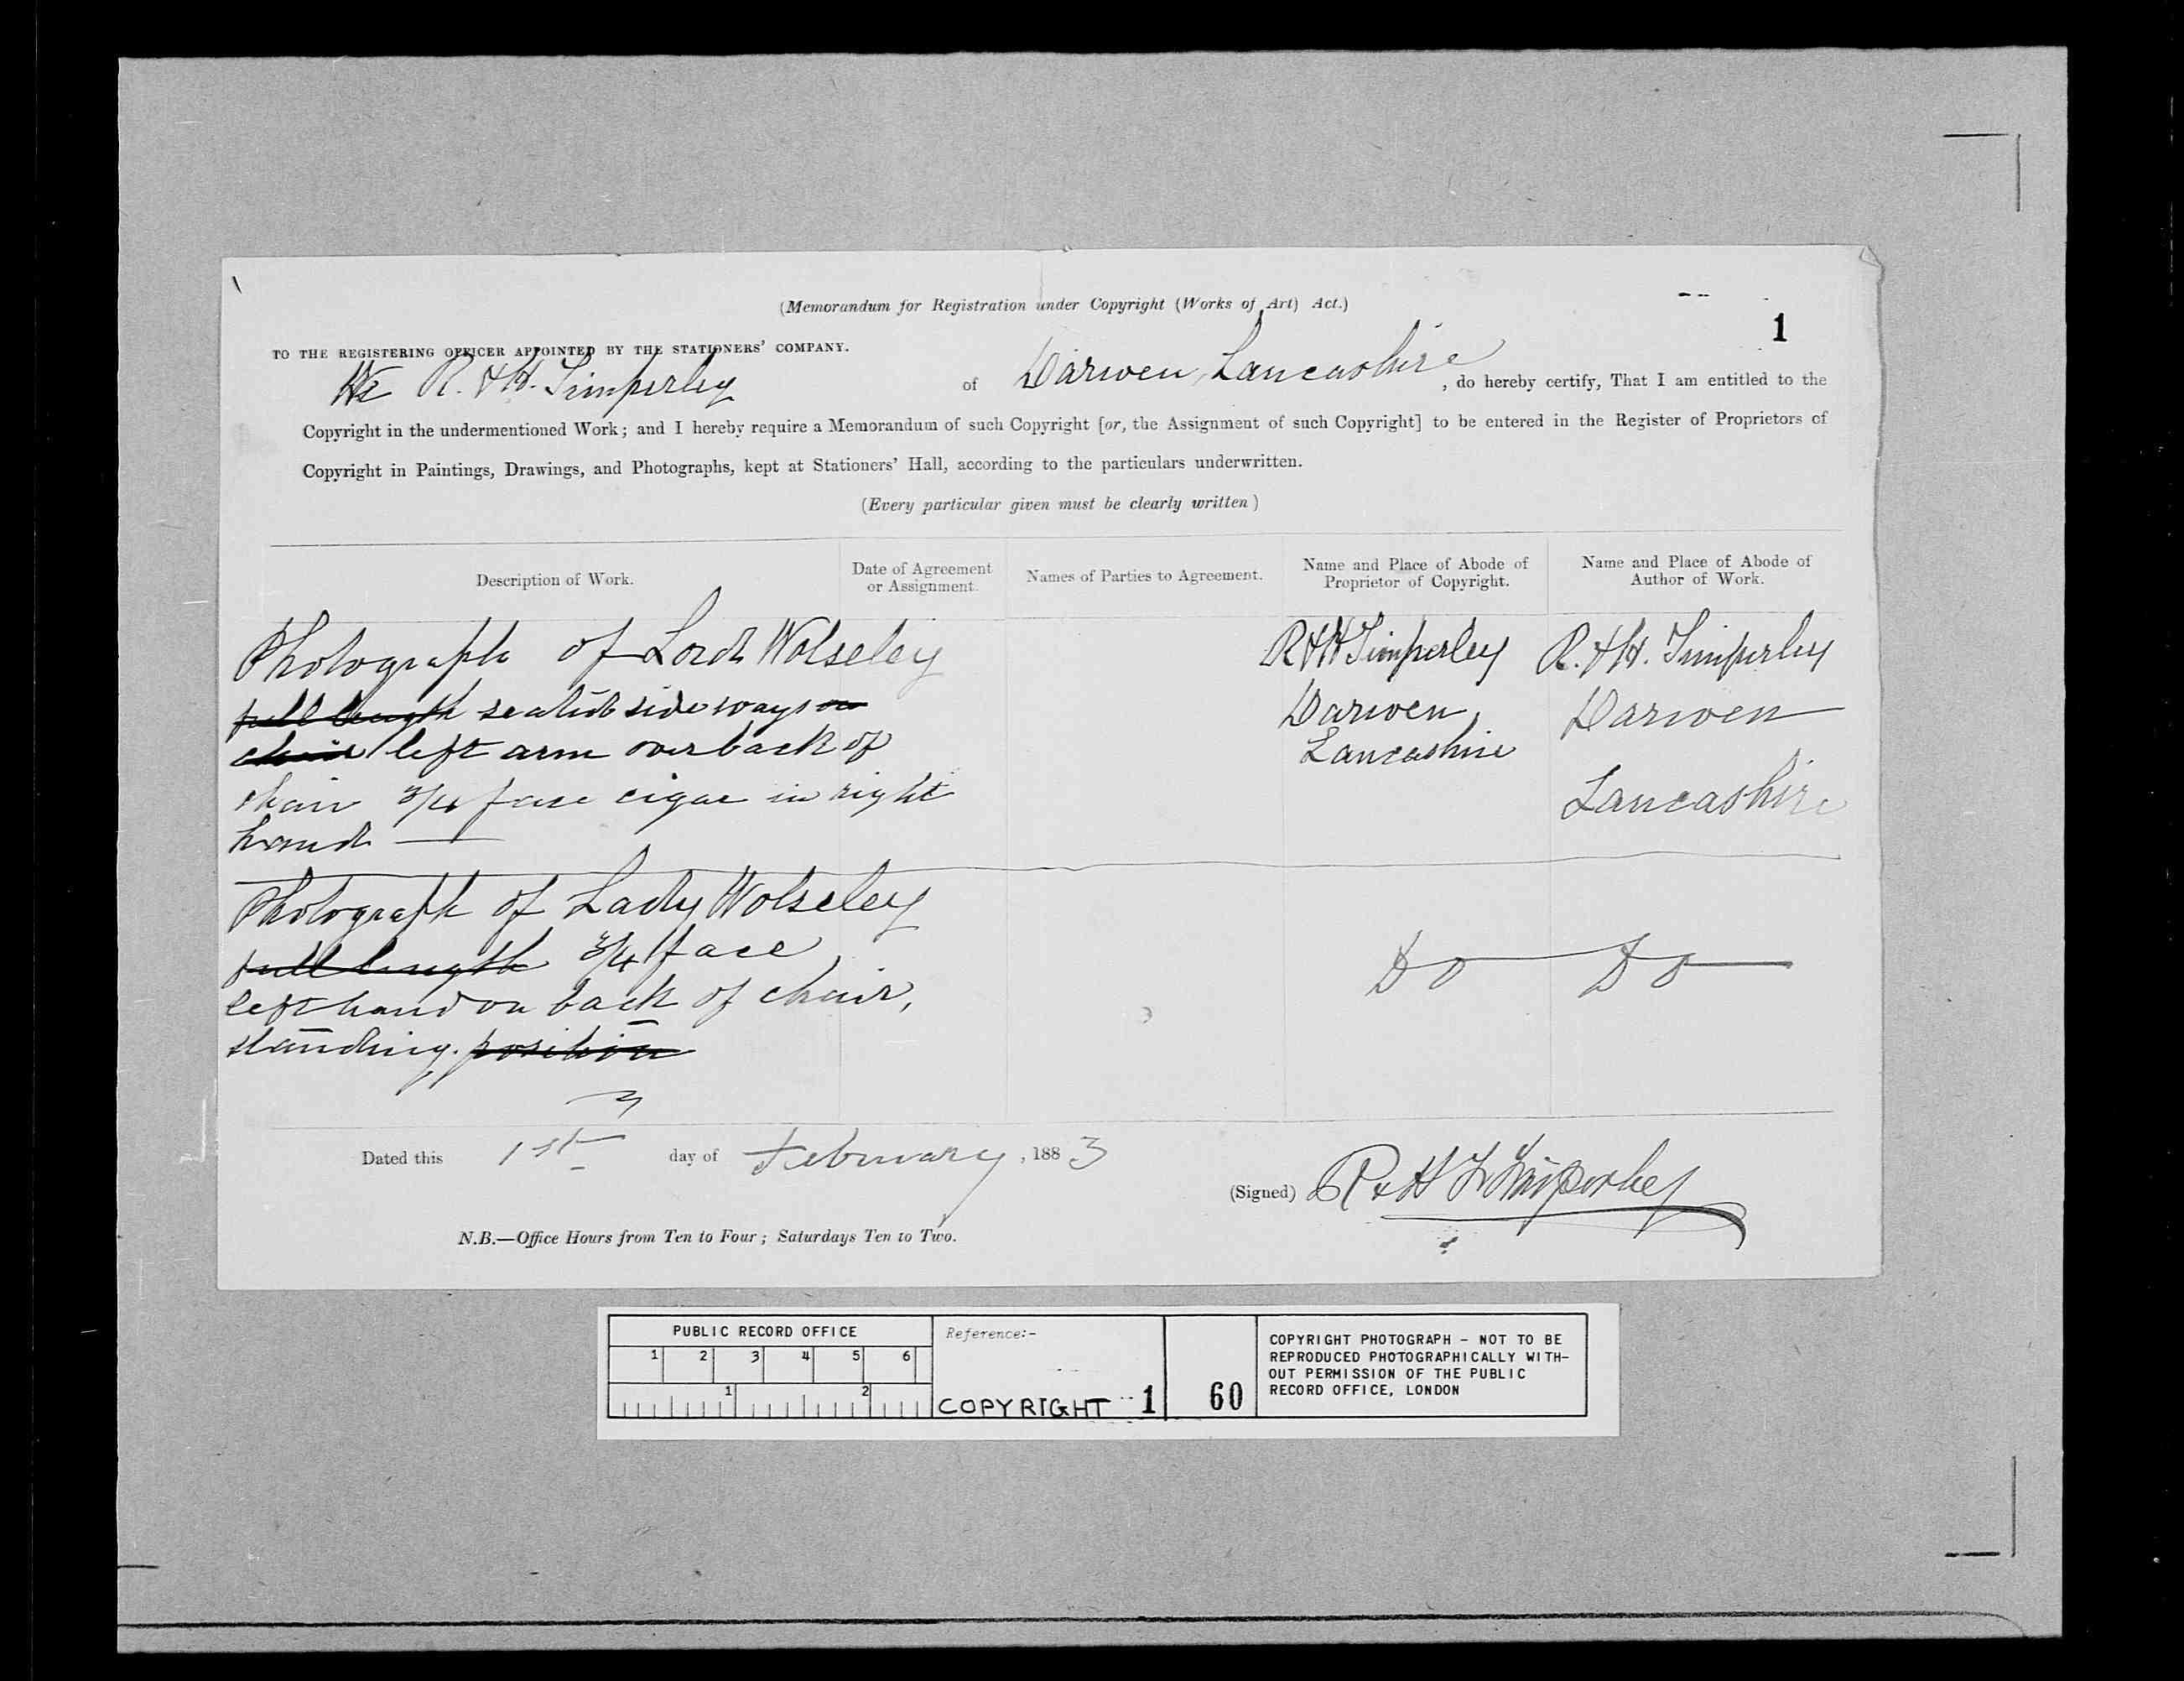 (Memorandum for Registration under Copyright (Works of Art) Act.)
1
TO THE REGISTERING OFFICER APPOINTED BY THE STATIONERS' COMPANY.
We R. & H. Timperley of Darwen, Lancashire, do hereby certify, That I am entitled to the
Copyright in the undermentioned Work; and I hereby require a Memorandum of such Copyright [or, the Assignment of such Copyright] to be entered in the Register of Proprietors of
Copyright in Paintings, Drawings, and Photographs, kept at Stationers' Hall, according to the particulars underwritten.
(Every particular given must be clearly written)
Description of Work.
Date of Agreement
or Assignment.
Names of Parties to Agreement.
Name and Place of Abode of
Proprietor of Copyright.
Name and Place of Abode of
Author of Work.
Photograph of Lord Wolseley
full length seated sideways on
chair left arm over back of
chair 3/4 face cigar in right
hand —
R & H Timperley
Darwen,
Lancashire
R. & H. Timperley
Darwen
Lancashire
Photograph of Lady Wolseley
full length 3/4 face
left hand on back of chair,
standing. position
Do Do
Dated this 1st day of February, 1883
(Signed) R & H Timperley
N.B.—Office Hours from Ten to Four; Saturdays Ten to Two.
PUBLIC RECORD OFFICE
1 2 3 4 5 6
1 2
Reference:-
COPYRIGHT 1
60
COPYRIGHT PHOTOGRAPH - NOT TO BE
REPRODUCED PHOTOGRAPHICALLY WITH-
OUT PERMISSION OF THE PUBLIC
RECORD OFFICE, LONDON